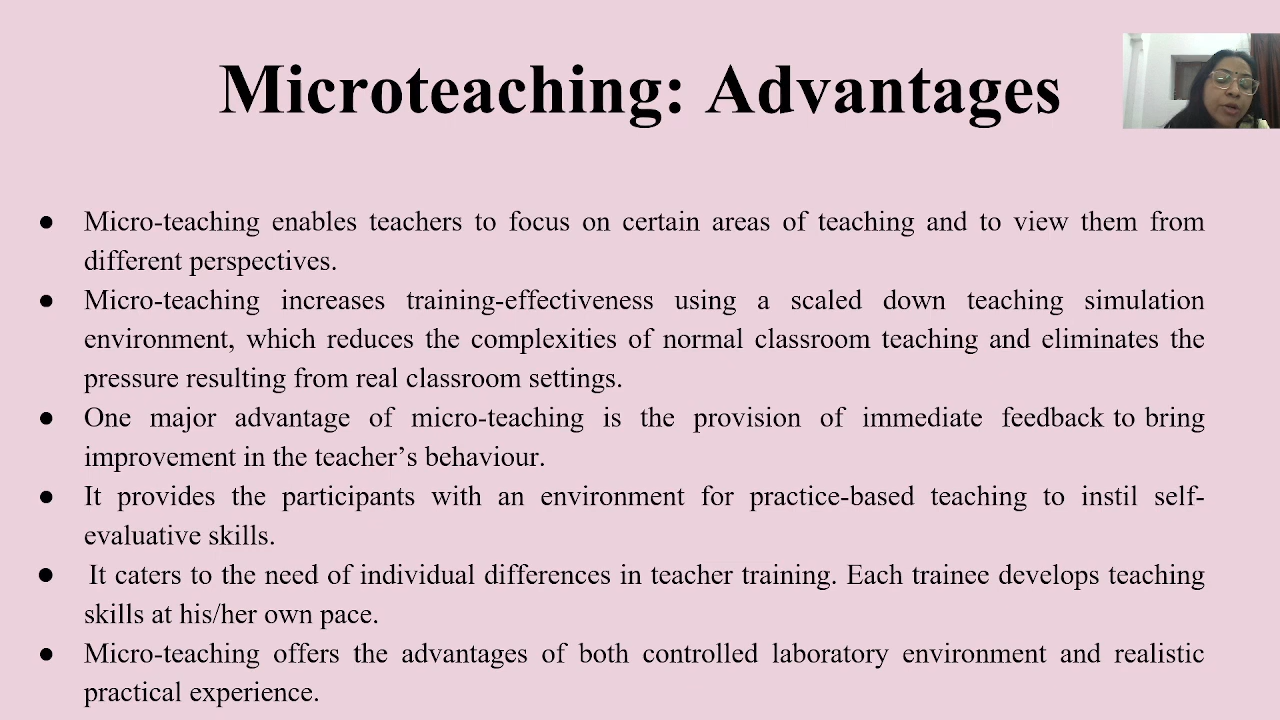 Microteaching: Advantages
● Micro-teaching enables teachers to focus on certain areas of teaching and to view them from
different perspectives.
● Micro-teaching increases training-effectiveness using a scaled down teaching simulation
environment, which reduces the complexities of normal classroom teaching and eliminates the
pressure resulting from real classroom settings.
● One major advantage of micro-teaching is the provision of immediate feedback to bring
improvement in the teacher’s behaviour.
● It provides the participants with an environment for practice-based teaching to instil self-
evaluative skills.
● It caters to the need of individual differences in teacher training. Each trainee develops teaching
skills at his/her own pace.
● Micro-teaching offers the advantages of both controlled laboratory environment and realistic
practical experience.